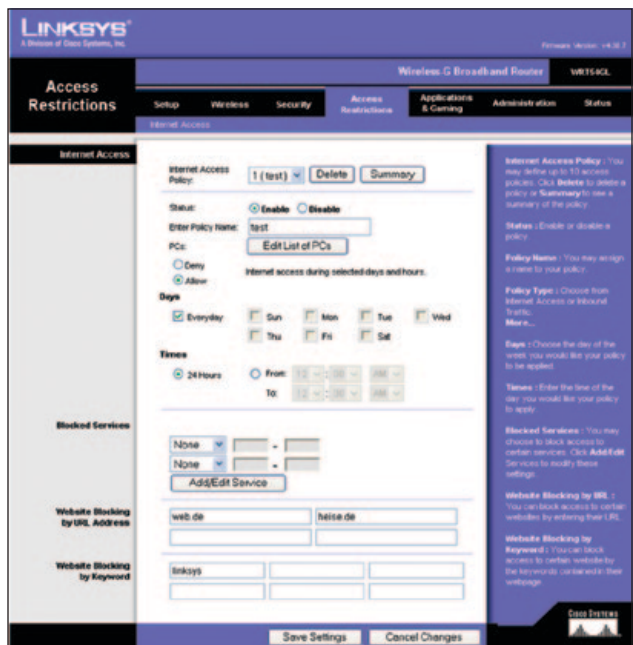 LINKSYS®
A Division of Cisco Systems, Inc.
Firmware Version: v4.30.7
Wireless-G Broadband Router WRT54GL
Access Restrictions
Setup Wireless Security Access Restrictions Applications & Gaming Administration Status
Internet Access
Internet Access
Internet Access Policy: 1 (test) Delete Summary
Status: Enable Disable
Enter Policy Name: test
PCs: Edit List of PCs
Deny
Allow
Internet access during selected days and hours.
Days
Everyday Sun Mon Tue Wed
Thu Fri Sat
Times
24 Hours From: 12 : 00 AM
To: 12 : 00 AM
Blocked Services
None -
None -
Add/Edit Service
Website Blocking by URL Address
web.de heise.de
Website Blocking by Keyword
linksys
Save Settings Cancel Changes
Internet Access Policy : You
may define up to 10 access
policies. Click Delete to delete a
policy or Summary to see a
summary of the policy.
Status : Enable or disable a
policy.
Policy Name : You may assign
a name to your policy.
Policy Type : Choose from
Internet Access or Inbound
Traffic.
More...
Days : Choose the day of the
week you would like your policy
to be applied.
Times : Enter the time of the
day you would like your policy
to apply.
Blocked Services : You may
choose to block access to
certain services. Click Add/Edit
Services to modify these
settings.
Website Blocking by URL :
You can block access to certain
websites by entering their URL.
Website Blocking by
Keyword : You can block
access to certain website by
the keywords contained in their
webpage.
CISCO SYSTEMS